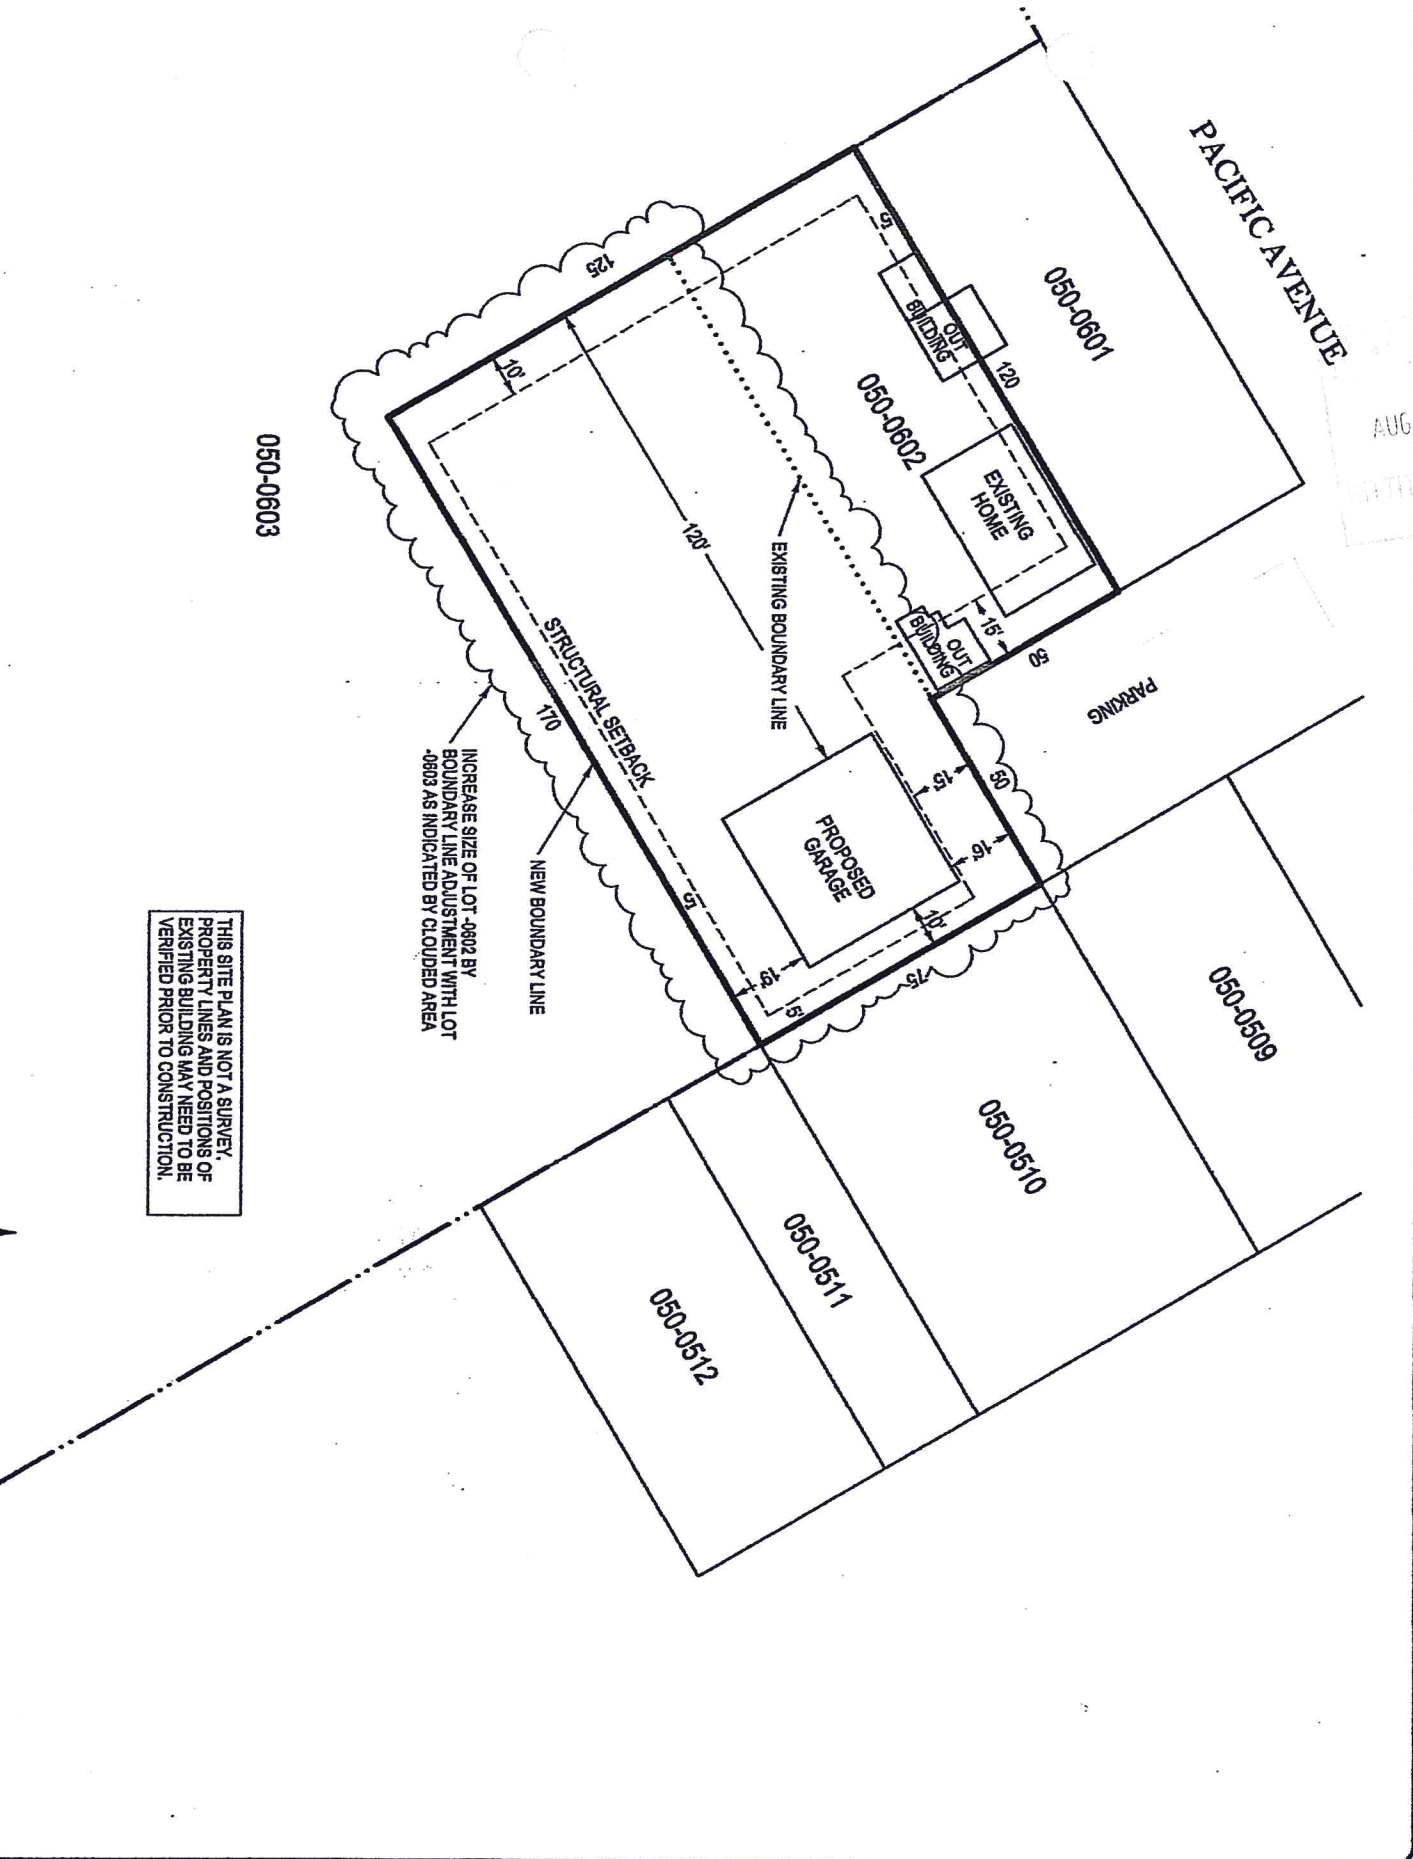 PACIFIC AVENUE
AUG
050-0601
120
5
OUT
BUILDING
050-0602
EXISTING
HOME
15'
50
OUT
BUILDING
PARKING
125
10'
120'
EXISTING BOUNDARY LINE
50
15
16'
PROPOSED
GARAGE
10'
75
19'
5'
5
STRUCTURAL SETBACK
170
NEW BOUNDARY LINE
INCREASE SIZE OF LOT -0602 BY
BOUNDARY LINE ADJUSTMENT WITH LOT
-0603 AS INDICATED BY CLOUDED AREA
050-0603
050-0509
050-0510
050-0511
050-0512
THIS SITE PLAN IS NOT A SURVEY.
PROPERTY LINES AND POSITIONS OF
EXISTING BUILDING MAY NEED TO BE
VERIFIED PRIOR TO CONSTRUCTION.